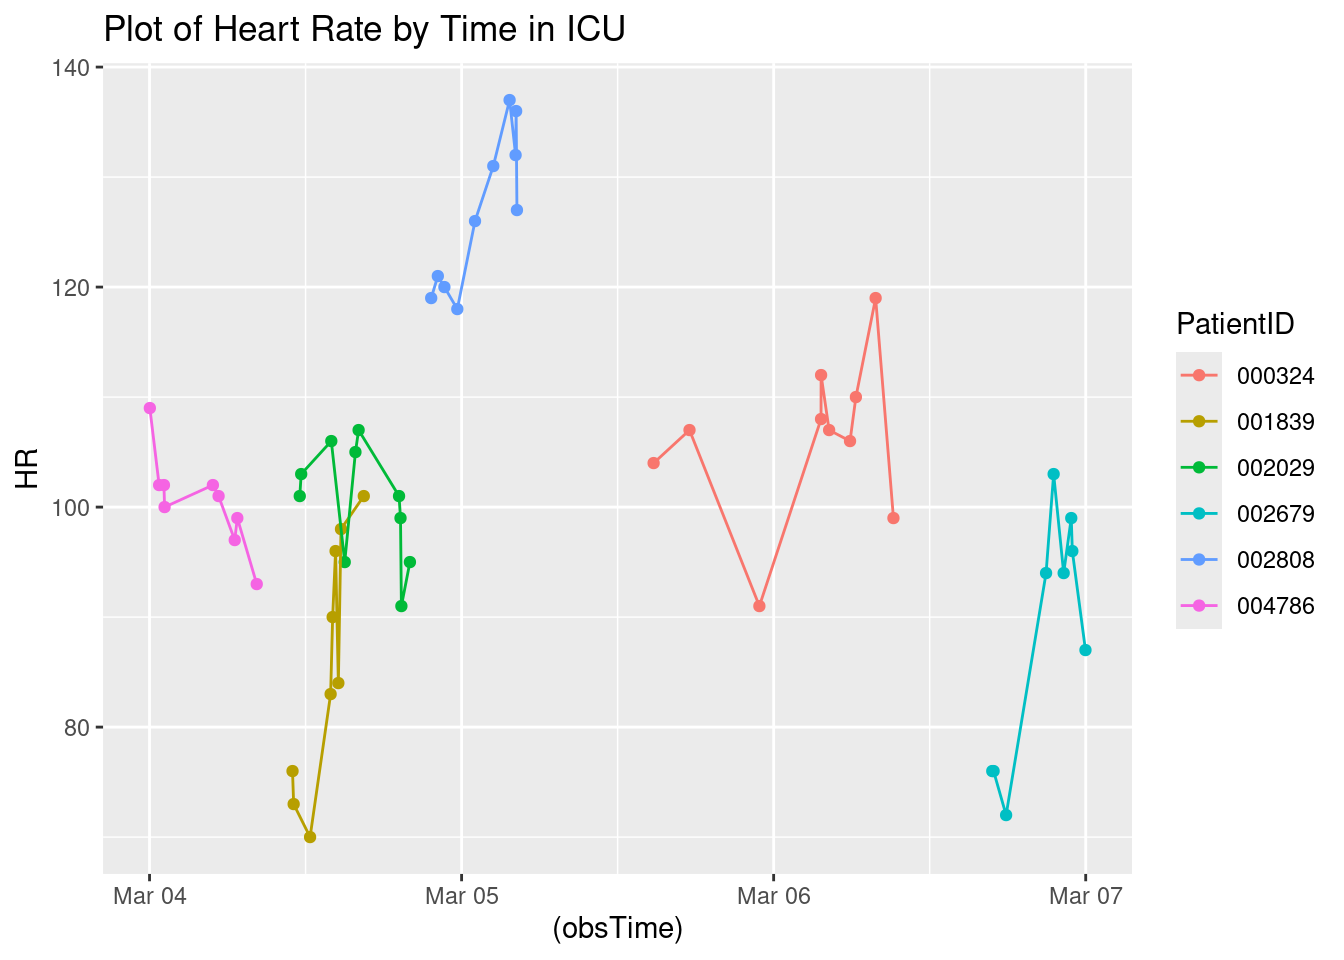 Plot of Heart Rate by Time in ICU
140
120
100
80
HR
Mar 04
Mar 05
Mar 06
Mar 07
(obsTime)
PatientID
000324
001839
002029
002679
002808
004786